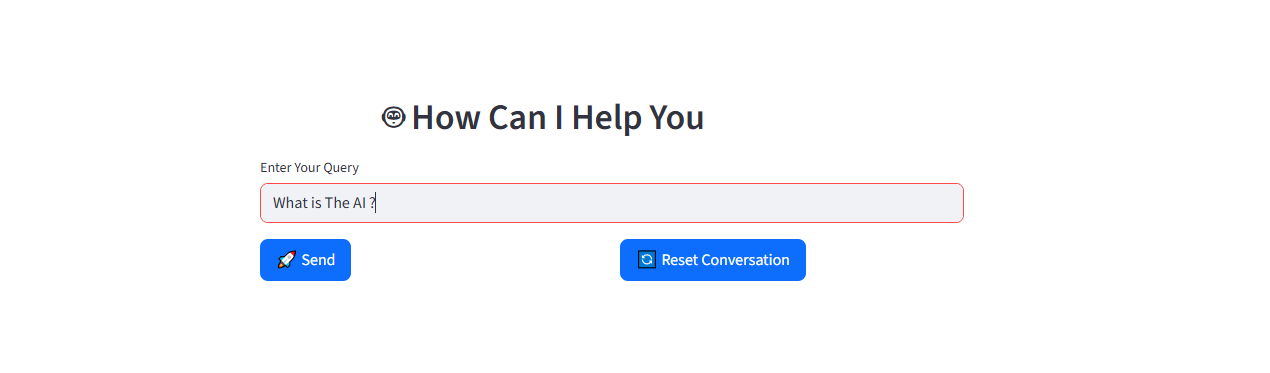 How Can I Help You
Enter Your Query
What is The AI ?
Send
Reset Conversation